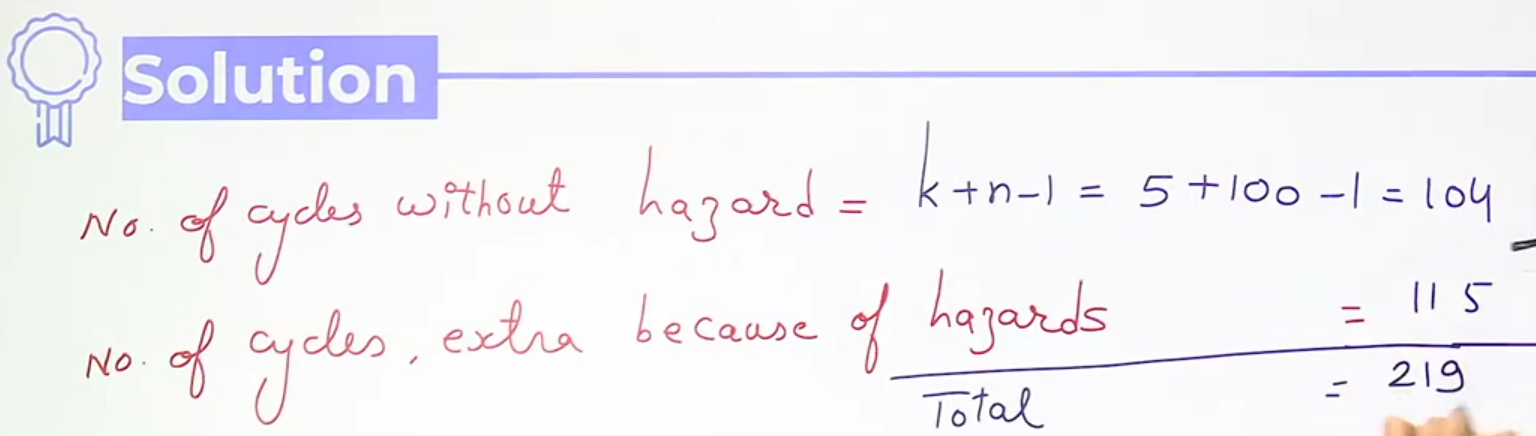 Solution
No. of cycles without hazard = k+n-1 = 5+100-1 = 104
No. of cycles, extra because of hazards = 115
Total = 219